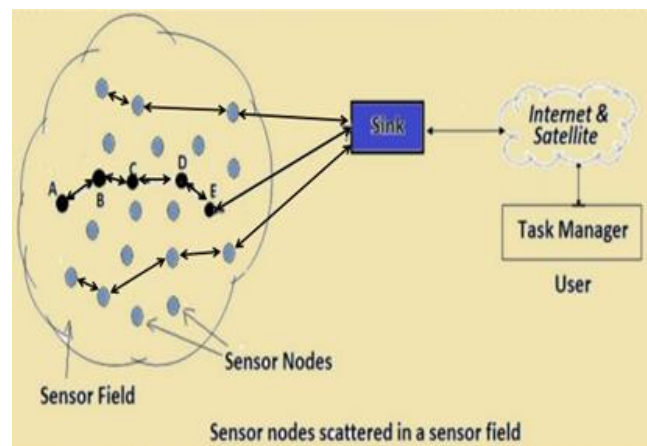 Sink
Internet &
Satellite
A
B
C
D
E
Task Manager
User
Sensor Nodes
Sensor Field
Sensor nodes scattered in a sensor field